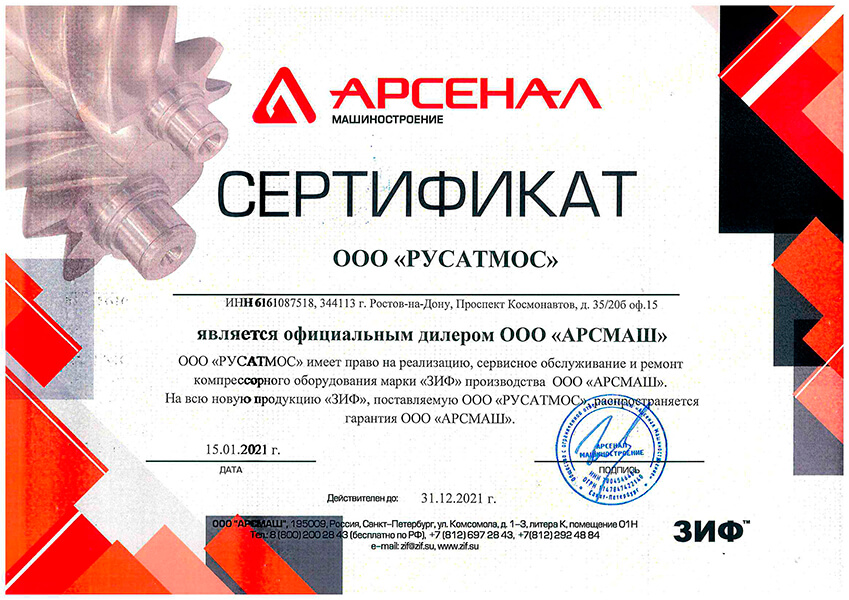 АРСЕНАЛ
МАШИНОСТРОЕНИЕ
СЕРТИФИКАТ
ООО «РУСАТМОС»
ИНН 6161087518, 344113 г. Ростов-на-Дону, Проспект Космонавтов, д. 35/20б оф.15
является официальным дилером ООО «АРСМАШ»
ООО «РУСАТМОС» имеет право на реализацию, сервисное обслуживание и ремонт
компрессорного оборудования марки «ЗИФ» производства ООО «АРСМАШ».
На всю новую продукцию «ЗИФ», поставляемую ООО «РУСАТМОС», распространяется
гарантия ООО «АРСМАШ».
15.01.2021 г.
ДАТА
АРСЕНАЛ
МАШИНОСТРОЕНИЕ
Санкт-Петербург
ПОДПИСЬ
Действителен до: 31.12.2021 г.
ООО "АРСМАШ", 195009, Россия, Санкт-Петербург, ул. Комсомола, д. 1-3, литера К, помещение 01Н
Тел.: 8 (800) 200 28 43 (бесплатно по РФ), +7 (812) 697 28 43, +7(812) 292 48 84
e-mail: zif@zif.su, www.zif.su
ЗИФ™